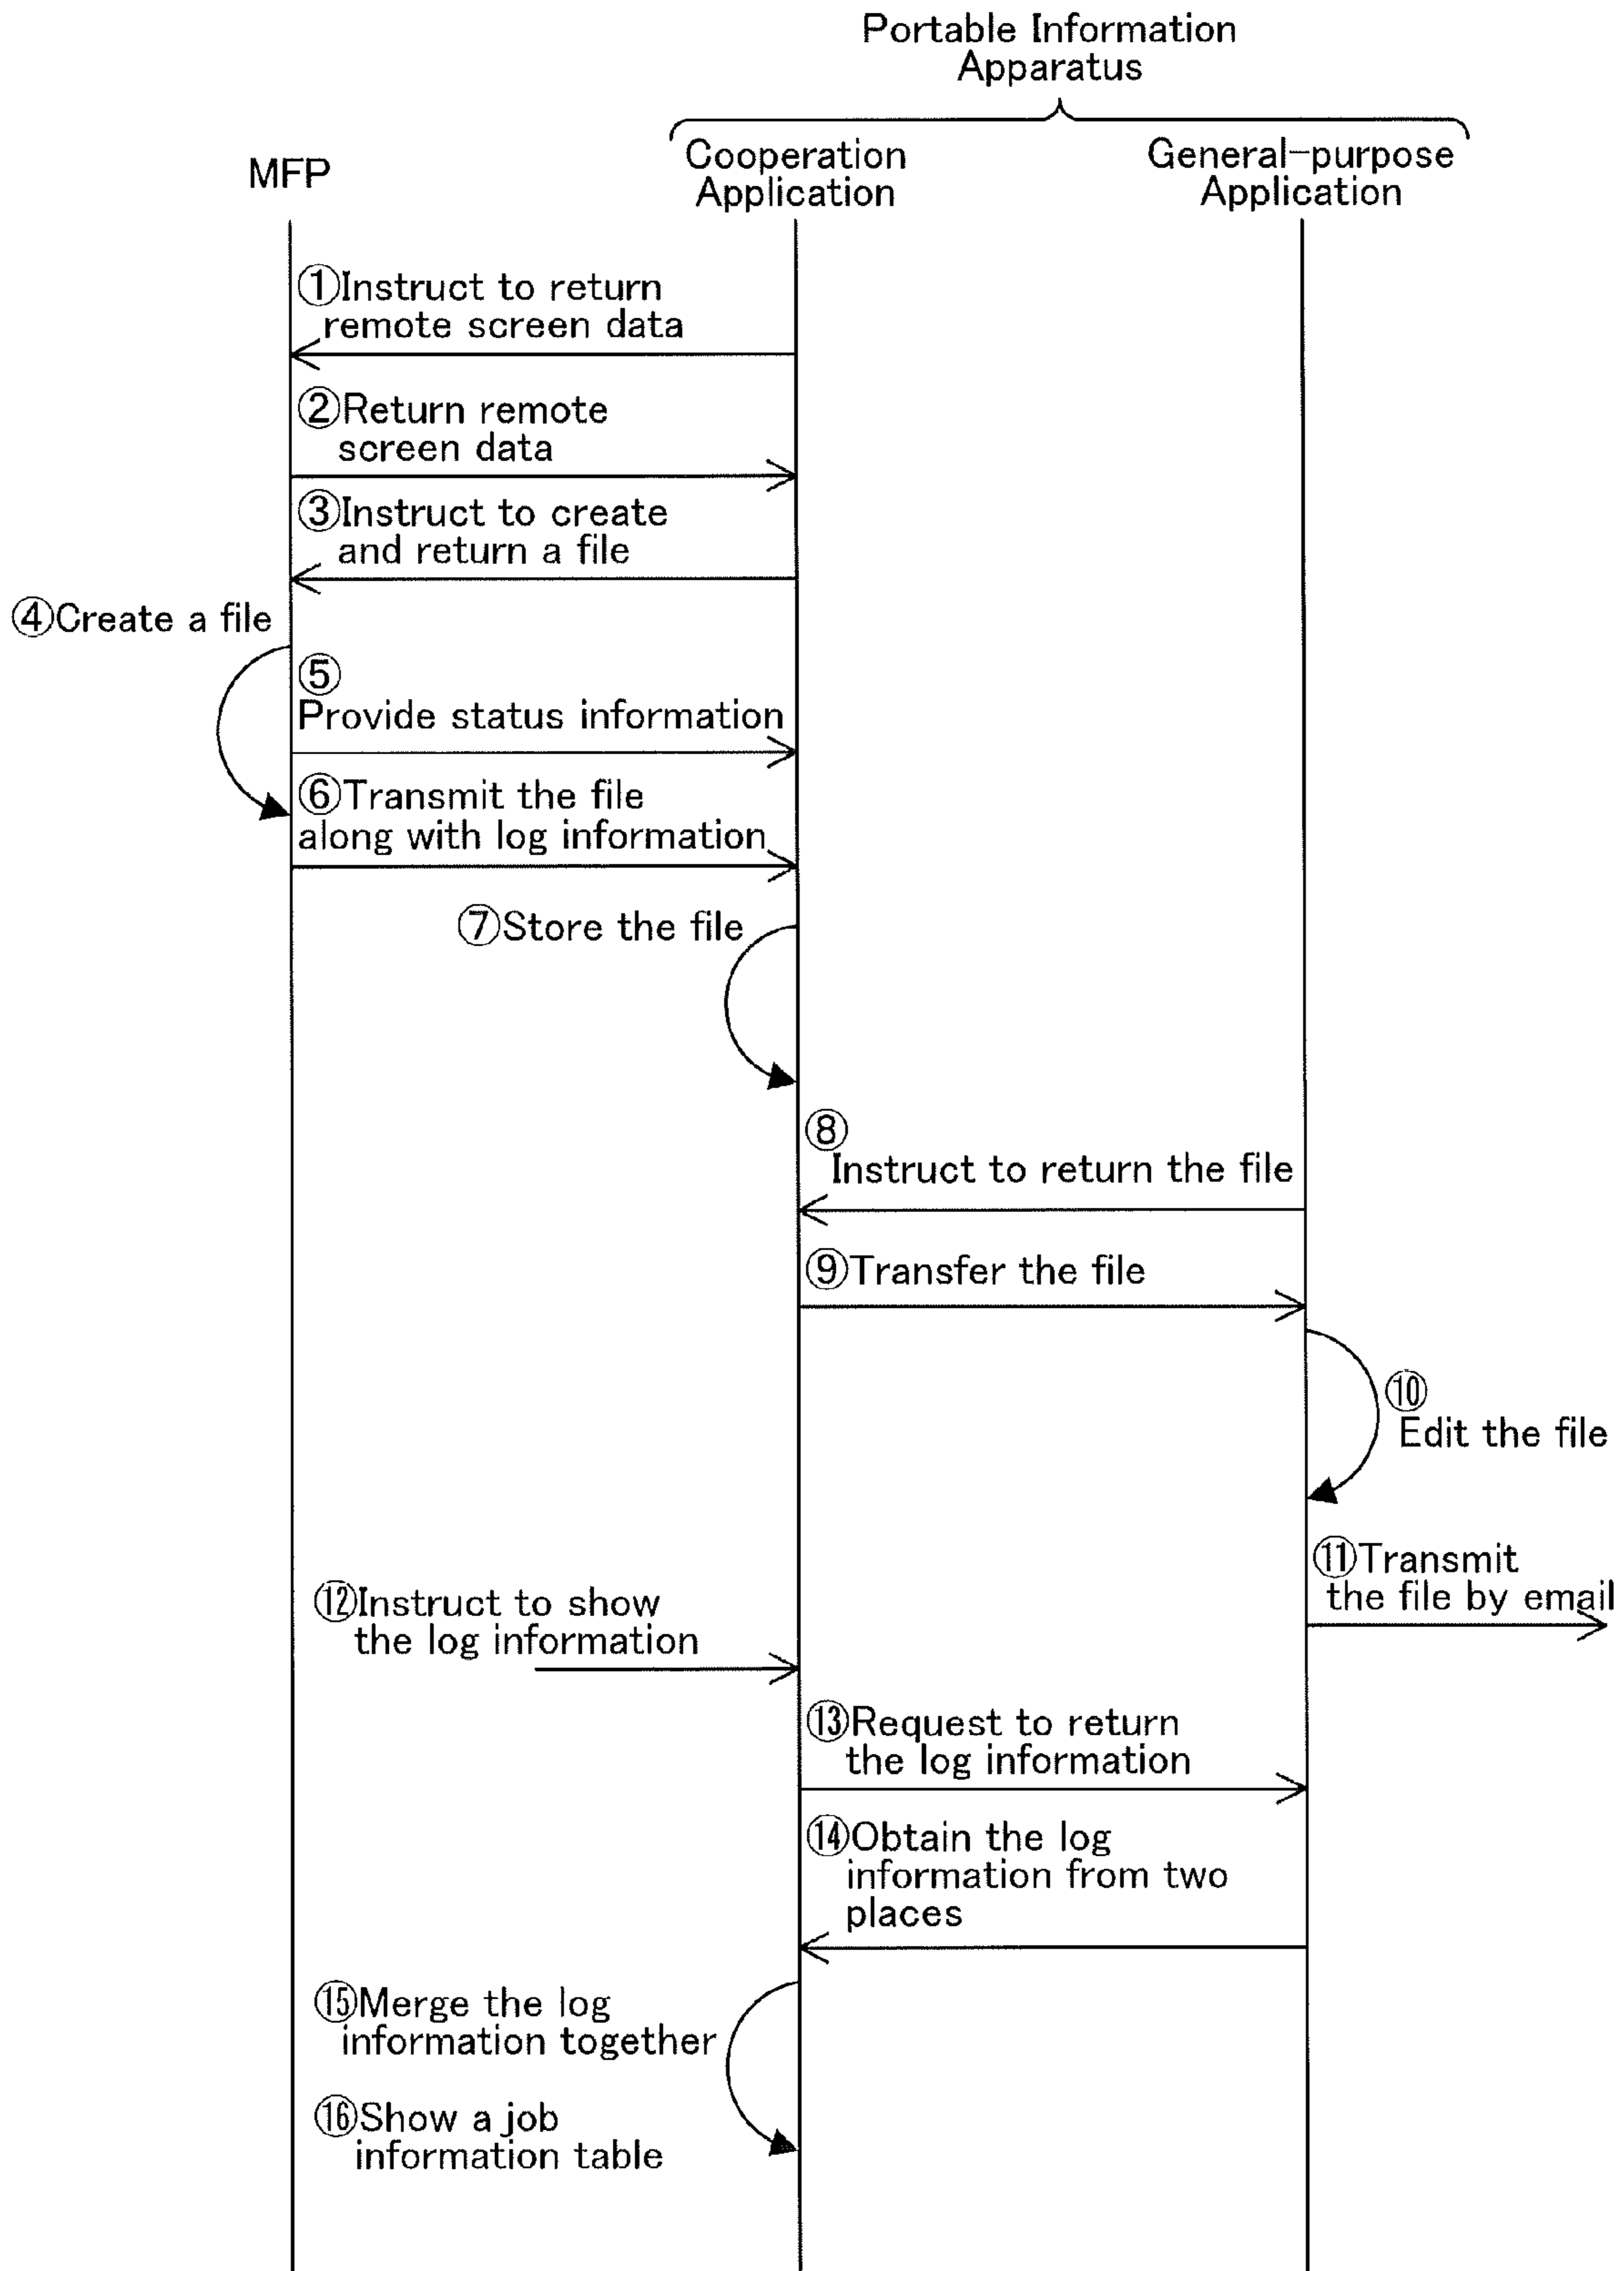 Portable Information
Apparatus
MFP
Cooperation
Application
General-purpose
Application
①Instruct to return
remote screen data
②Return remote
screen data
③Instruct to create
and return a file
④Create a file
⑤
Provide status information
⑥Transmit the file
along with log information
⑦Store the file
⑧
Instruct to return the file
⑨Transfer the file
⑩
Edit the file
⑪Transmit
the file by email
⑫Instruct to show
the log information
⑬Request to return
the log information
⑭Obtain the log
information from two
places
⑮Merge the log
information together
⑯Show a job
information table